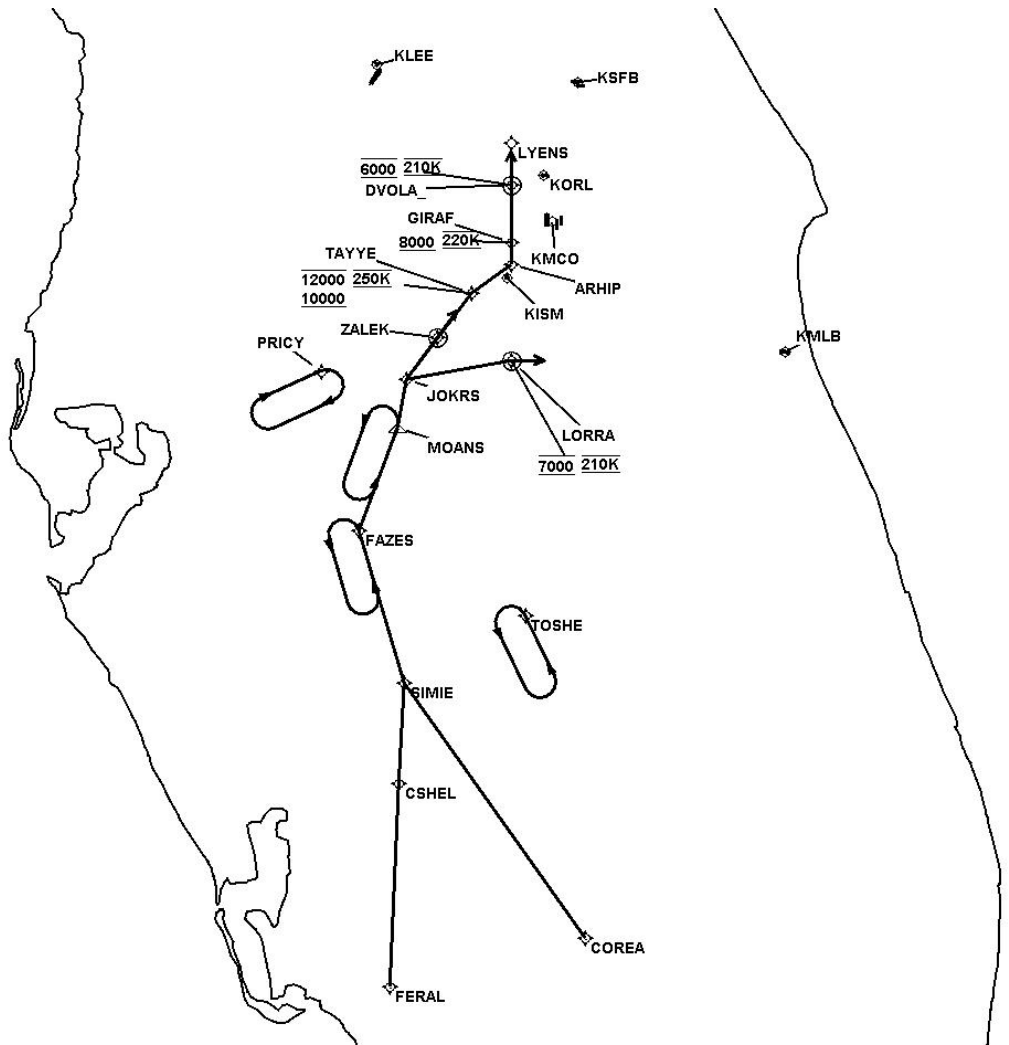 KLEE
KSFB
LYENS
6000 210K
DVOLA_
KORL
GIRAF
8000 220K
KMCO
TAYYE
12000 250K
10000
ARHIP
KISM
ZALEK
KMLB
PRICY
JOKRS
LORRA
MOANS
7000 210K
FAZES
TOSHE
SIMIE
CSHEL
COREA
FERAL